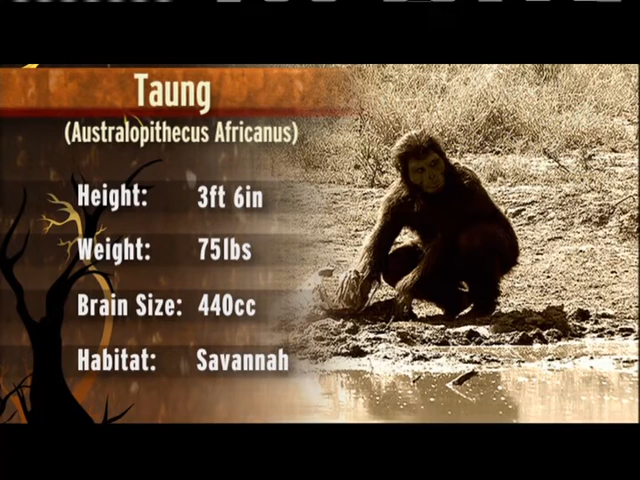 Taung
(Australopithecus Africanus)
Height: 3ft 6in
Weight: 75lbs
Brain Size: 440cc
Habitat: Savannah